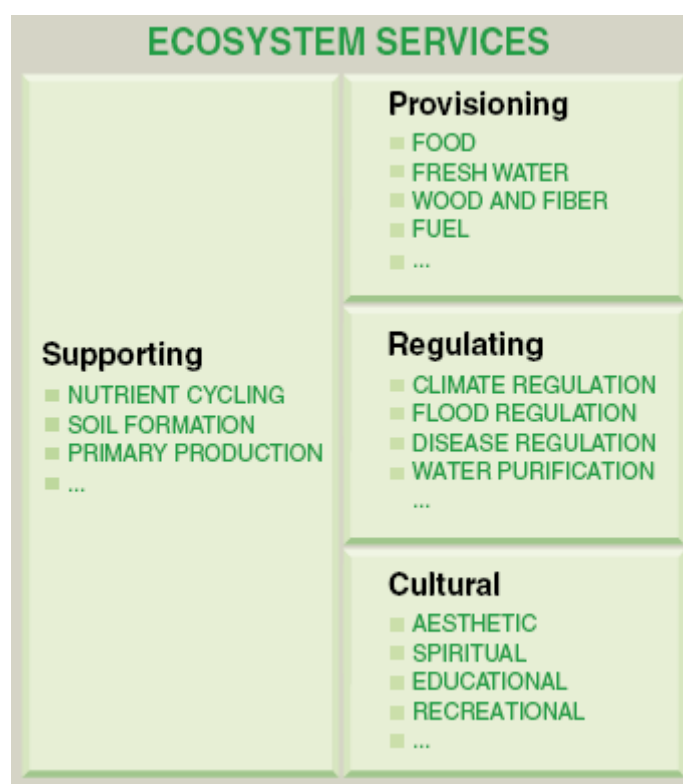 ECOSYSTEM SERVICES
Supporting
NUTRIENT CYCLING
SOIL FORMATION
PRIMARY PRODUCTION
...
Provisioning
FOOD
FRESH WATER
WOOD AND FIBER
FUEL
...
Regulating
CLIMATE REGULATION
FLOOD REGULATION
DISEASE REGULATION
WATER PURIFICATION
...
Cultural
AESTHETIC
SPIRITUAL
EDUCATIONAL
RECREATIONAL
...